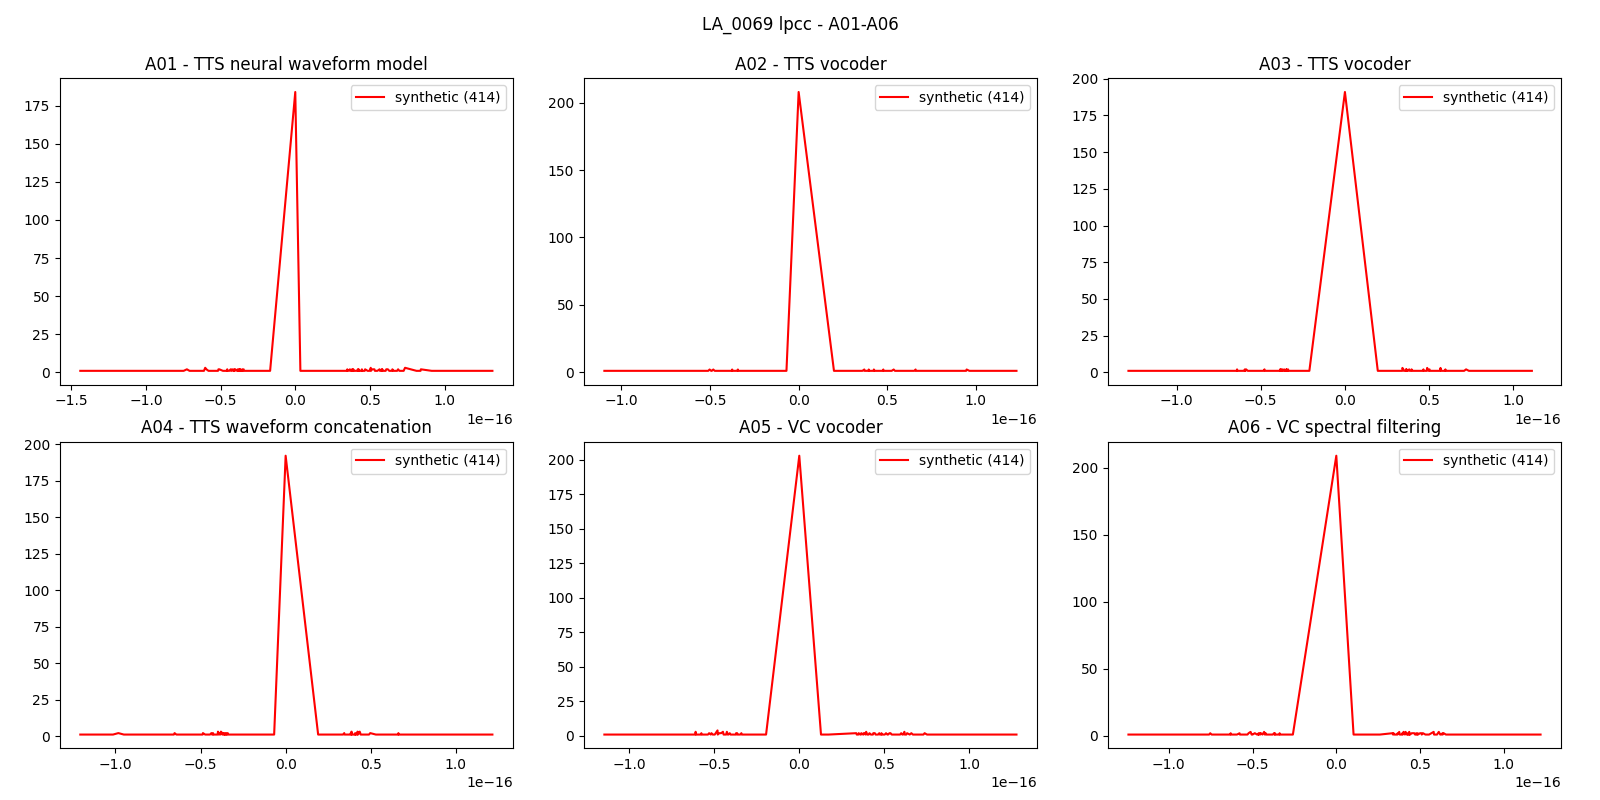 LA_0069 lpcc - A01-A06
A01 - TTS neural waveform model
synthetic (414)
175
150
125
100
75
50
25
0
−1.5 −1.0 −0.5 0.0 0.5 1.0
1e−16
A02 - TTS vocoder
synthetic (414)
200
150
100
50
0
−1.0 −0.5 0.0 0.5 1.0
1e−16
A03 - TTS vocoder
synthetic (414)
200
175
150
125
100
75
50
25
0
−1.0 −0.5 0.0 0.5 1.0
1e−16
A04 - TTS waveform concatenation
synthetic (414)
200
175
150
125
100
75
50
25
0
−1.0 −0.5 0.0 0.5 1.0
1e−16
A05 - VC vocoder
synthetic (414)
200
175
150
125
100
75
50
25
0
−1.0 −0.5 0.0 0.5 1.0
1e−16
A06 - VC spectral filtering
synthetic (414)
200
150
100
50
0
−1.0 −0.5 0.0 0.5 1.0
1e−16